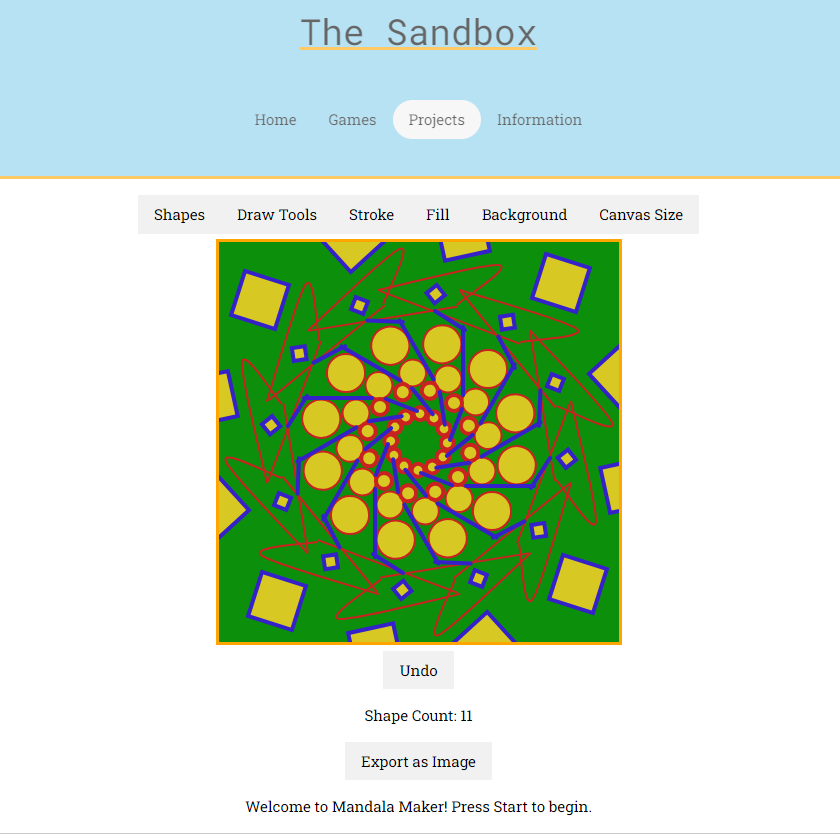 The Sandbox
Home Games Projects Information
Shapes Draw Tools Stroke Fill Background Canvas Size
Undo
Shape Count: 11
Export as Image
Welcome to Mandala Maker! Press Start to begin.